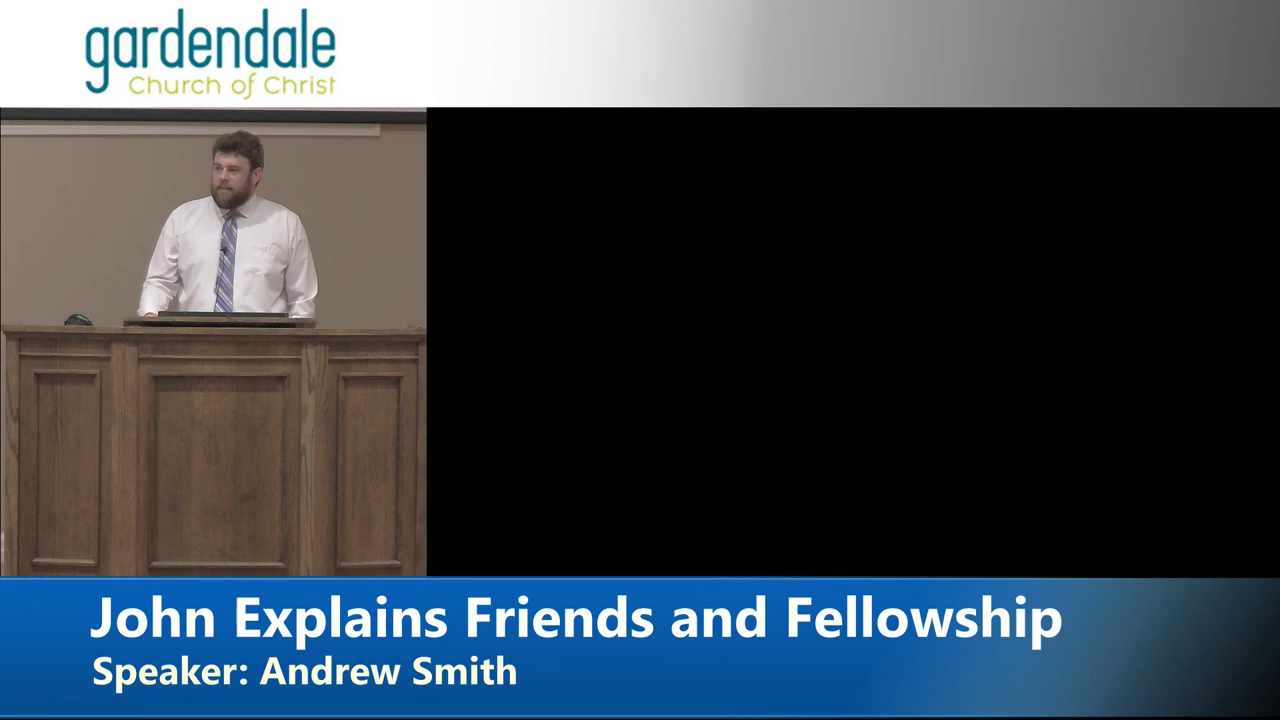 gardendale
Church of Christ
John Explains Friends and Fellowship
Speaker: Andrew Smith